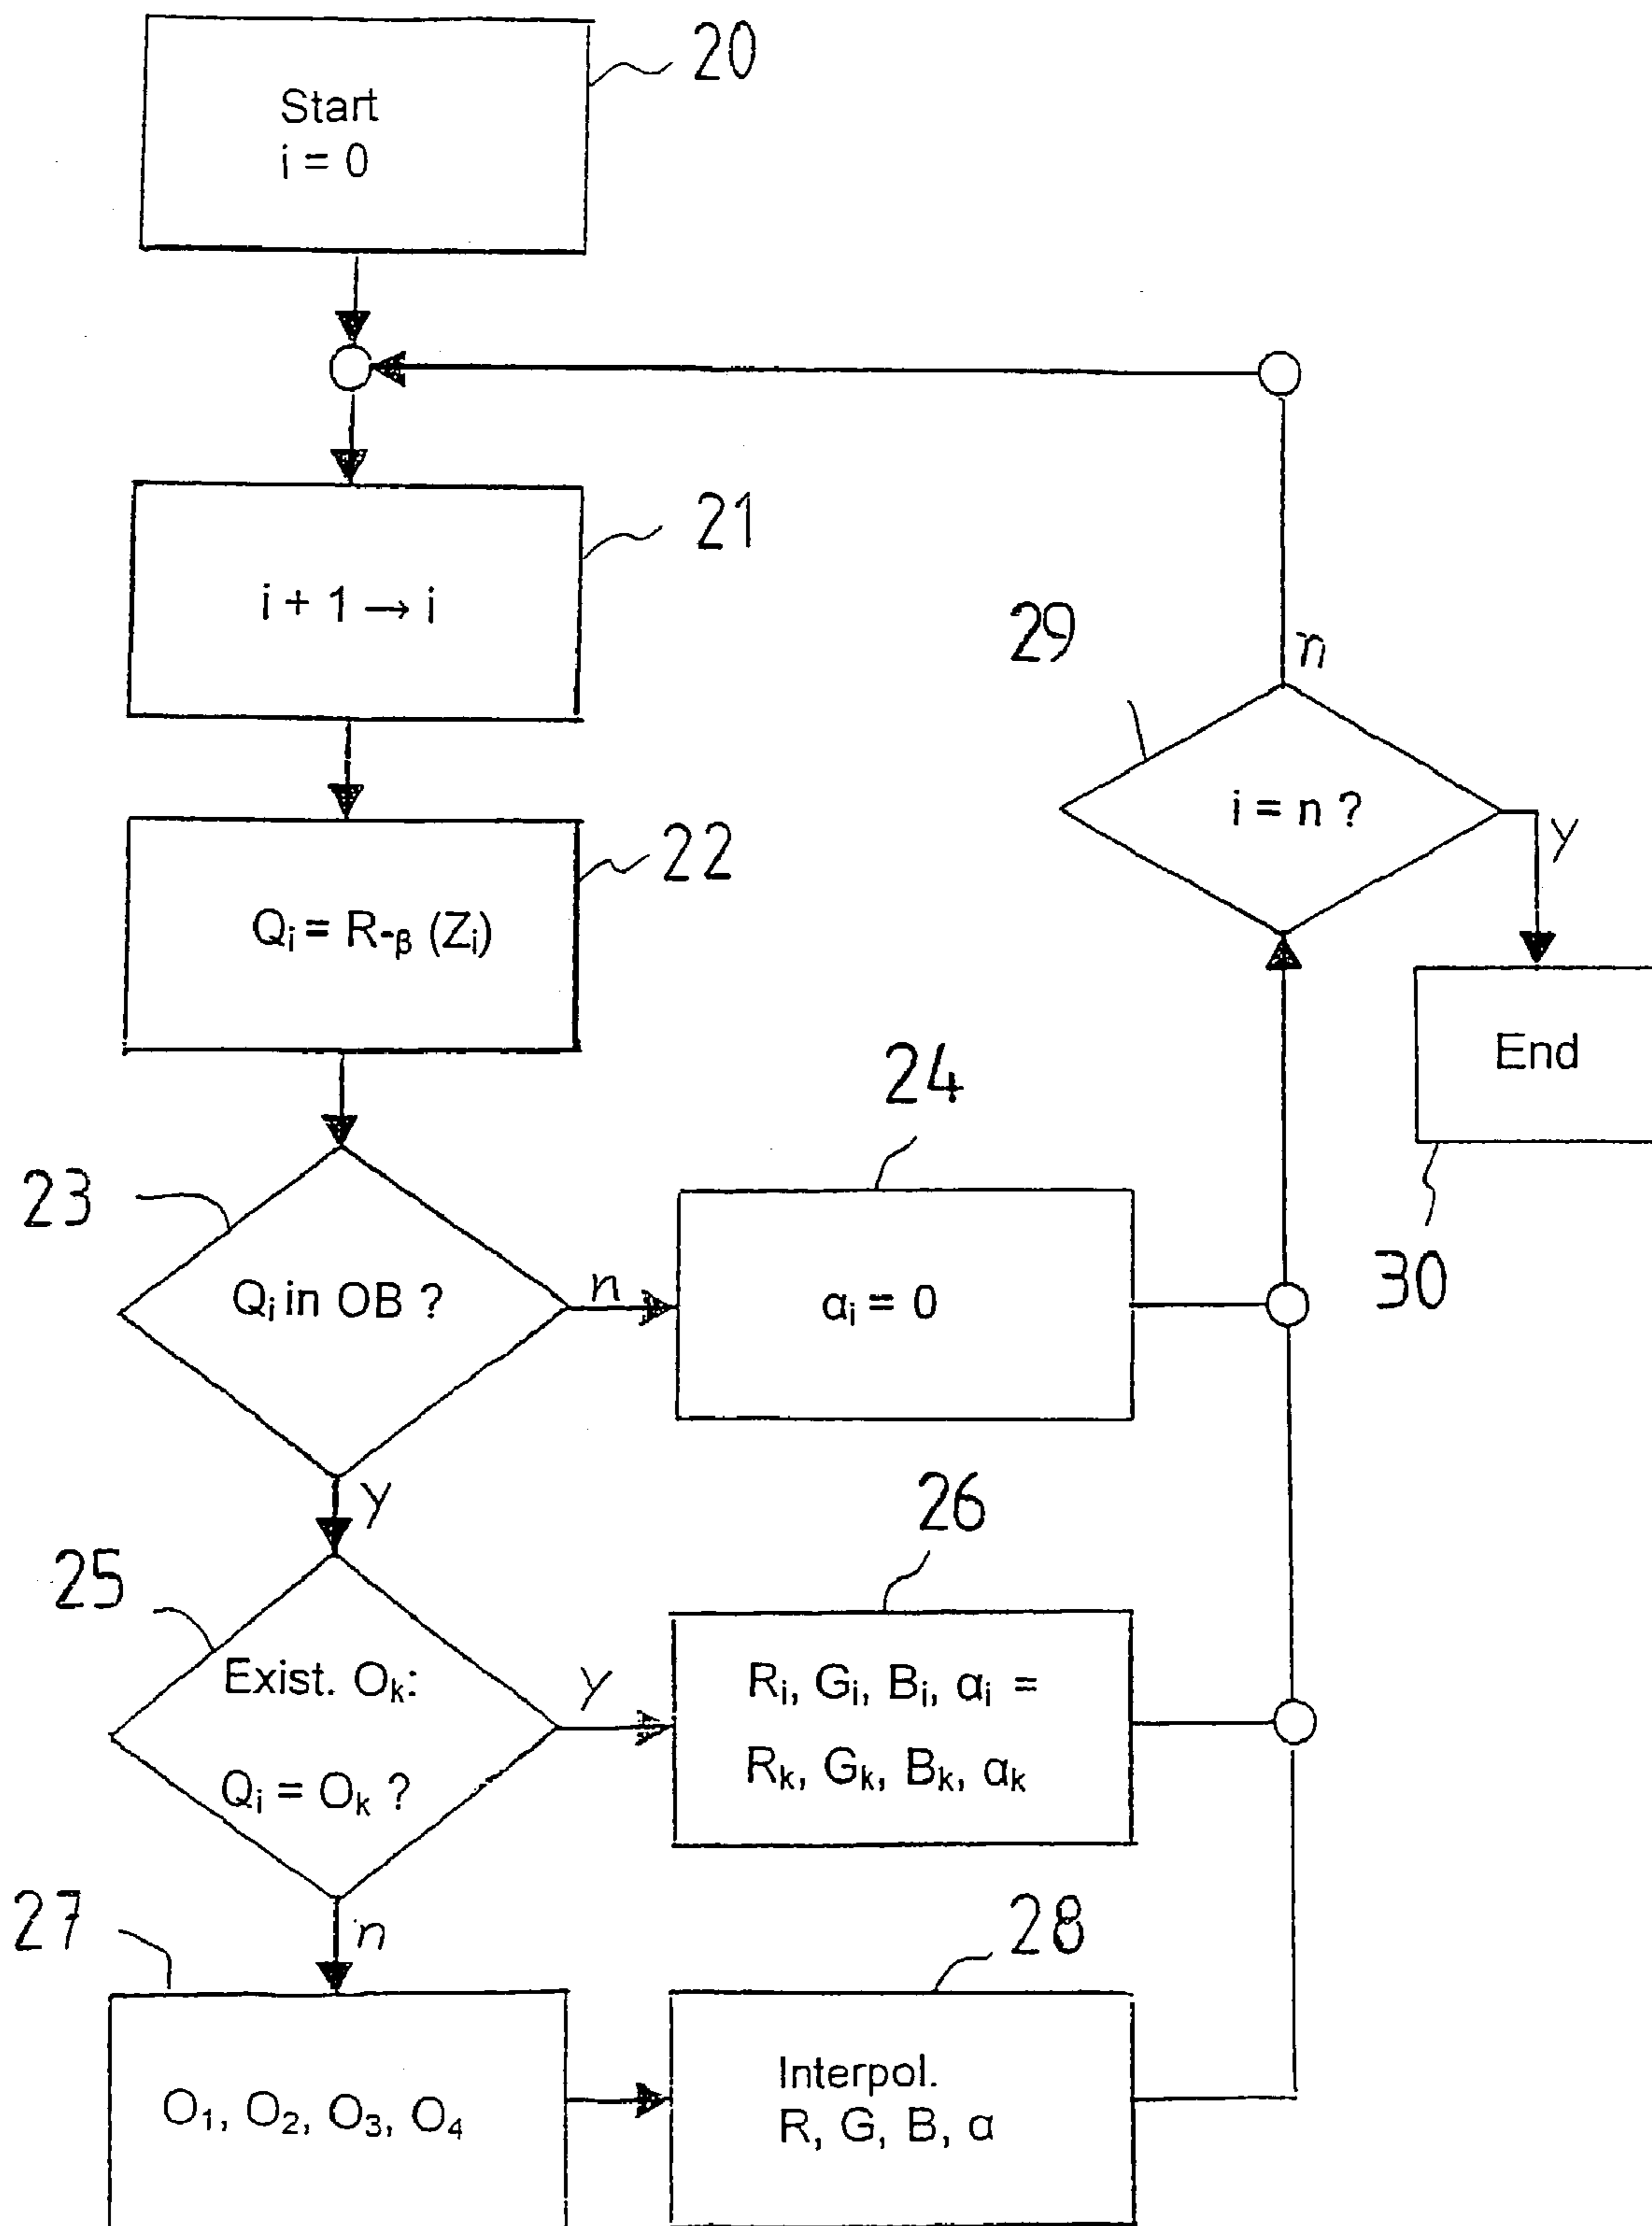 20
Start
i = 0
21
i + 1 → i
29
n
i = n ?
y
22
Qᵢ = R-β (Zᵢ)
End
30
24
23
Qᵢ in OB ?
n
αᵢ = 0
y
26
25
Exist. Oₖ:
Qᵢ = Oₖ ?
y
Rᵢ, Gᵢ, Bᵢ, αᵢ =
Rₖ, Gₖ, Bₖ, αₖ
27
n
28
O₁, O₂, O₃, O₄
Interpol.
R, G, B, α